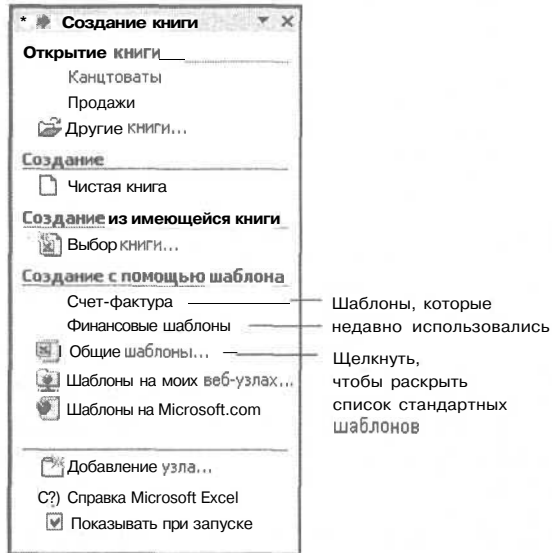 * Создание книги
Открытие книги
Канцтоваты
Продажи
Другие книги...
Создание
Чистая книга
Создание из имеющейся книги
Выбор книги...
Создание с помощью шаблона
Счет-фактура
Финансовые шаблоны
Общие шаблоны...
Шаблоны на моих веб-узлах...
Шаблоны на Microsoft.com
Добавление узла...
С?) Справка Microsoft Excel
Показывать при запуске
Шаблоны, которые
недавно использовались
Щелкнуть,
чтобы раскрыть
список стандартных
шаблонов